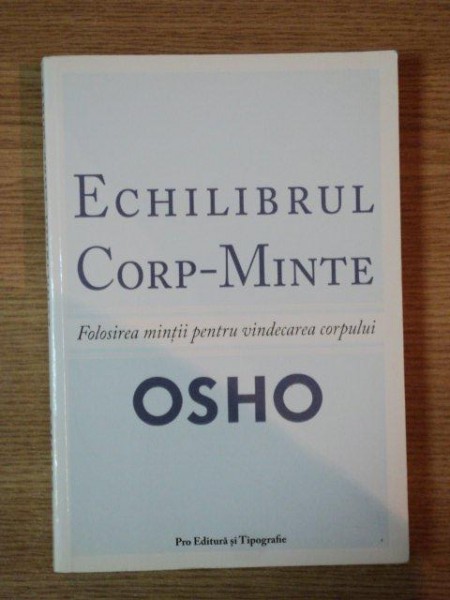 ECHILIBRUL
CORP-MINTE
Folosirea minții pentru vindecarea corpului
OSHO
Pro Editură și Tipografie